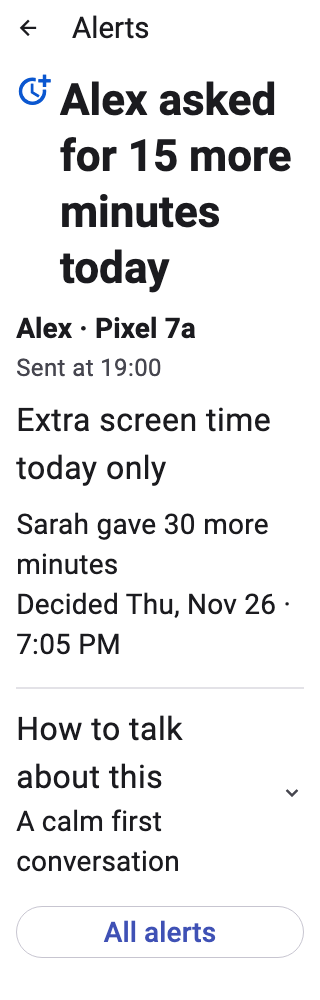 Alerts
Alex asked
for 15 more
minutes
today
Alex · Pixel 7a
Sent at 19:00
Extra screen time
today only
Sarah gave 30 more
minutes
Decided Thu, Nov 26 ·
7:05 PM
How to talk
about this
A calm first
conversation
All alerts